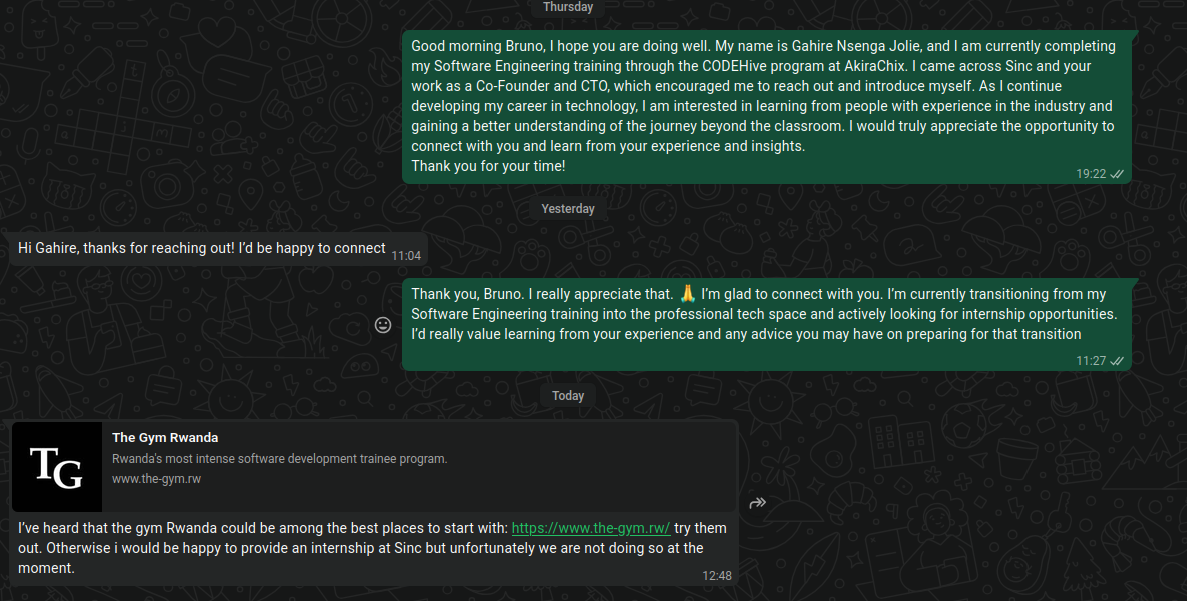 Thursday
Good morning Bruno, I hope you are doing well. My name is Gahire Nsenga Jolie, and I am currently completing
my Software Engineering training through the CODEHive program at AkiraChix. I came across Sinc and your
work as a Co-Founder and CTO, which encouraged me to reach out and introduce myself. As I continue
developing my career in technology, I am interested in learning from people with experience in the industry and
gaining a better understanding of the journey beyond the classroom. I would truly appreciate the opportunity to
connect with you and learn from your experience and insights.
Thank you for your time!
19:22
Yesterday
Hi Gahire, thanks for reaching out! I’d be happy to connect
11:04
Thank you, Bruno. I really appreciate that. 🙏 I’m glad to connect with you. I’m currently transitioning from my
Software Engineering training into the professional tech space and actively looking for internship opportunities.
I’d really value learning from your experience and any advice you may have on preparing for that transition
11:27
Today
TG
The Gym Rwanda
Rwanda's most intense software development trainee program.
www.the-gym.rw
I’ve heard that the gym Rwanda could be among the best places to start with: https://www.the-gym.rw/ try them
out. Otherwise i would be happy to provide an internship at Sinc but unfortunately we are not doing so at the
moment.
12:48